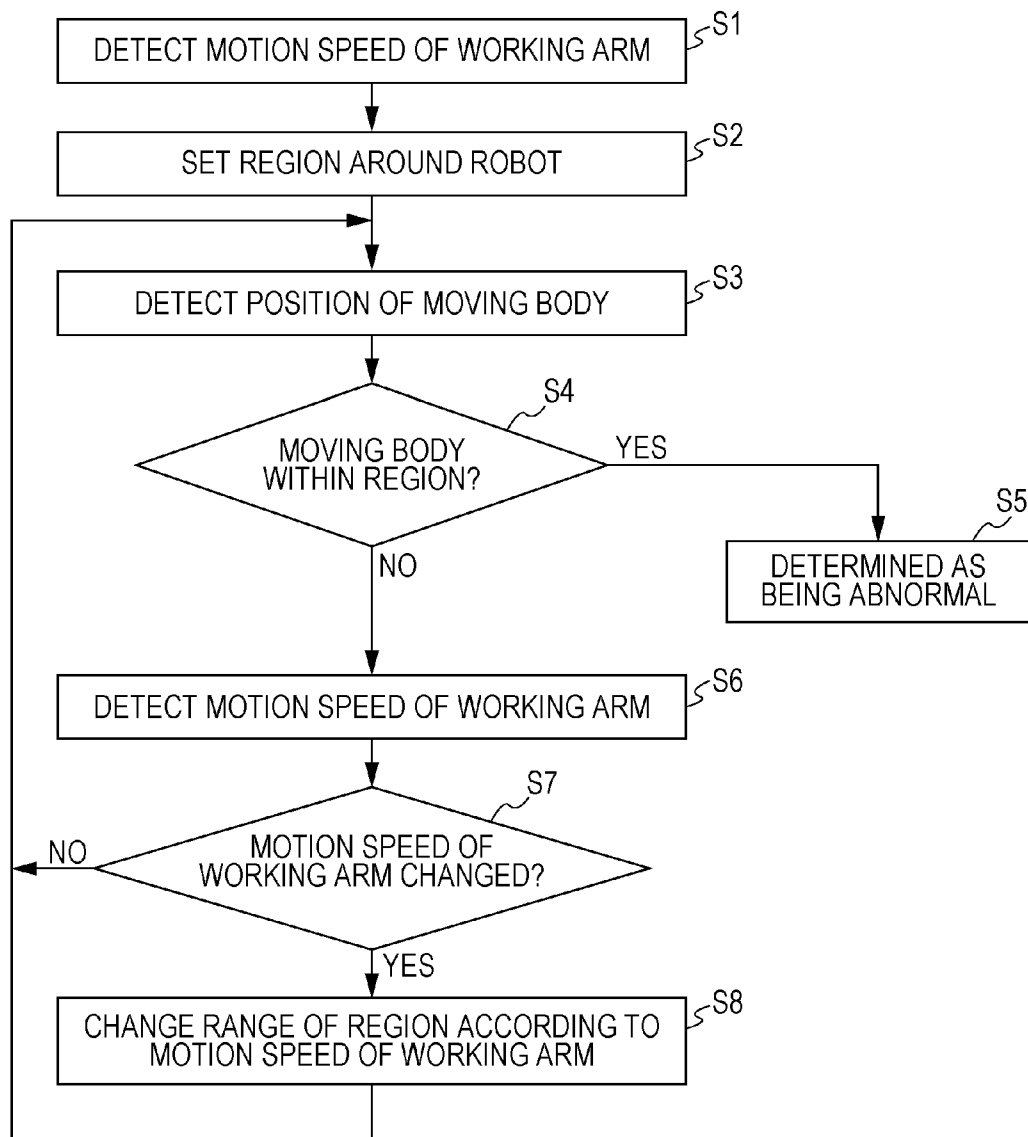 S1
DETECT MOTION SPEED OF WORKING ARM
S2
SET REGION AROUND ROBOT
S3
DETECT POSITION OF MOVING BODY
S4
MOVING BODY
WITHIN REGION?
YES
NO
S5
DETERMINED AS
BEING ABNORMAL
S6
DETECT MOTION SPEED OF WORKING ARM
S7
MOTION SPEED OF
WORKING ARM CHANGED?
NO
YES
S8
CHANGE RANGE OF REGION ACCORDING TO
MOTION SPEED OF WORKING ARM